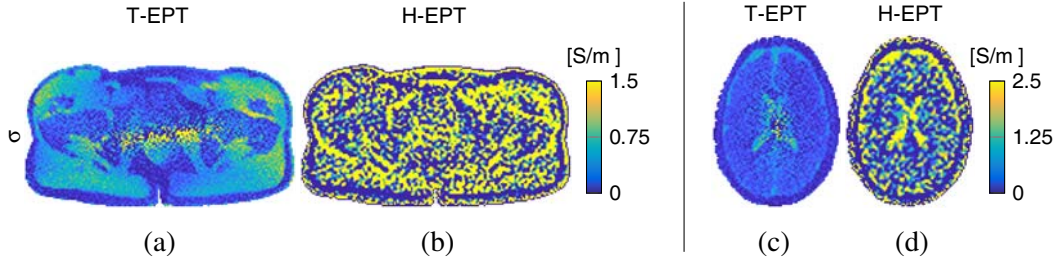 T-EPT
H-EPT
T-EPT
H-EPT
[S/m ]
1.5
0.75
0
[S/m ]
2.5
1.25
0
σ
(a)
(b)
(c)
(d)